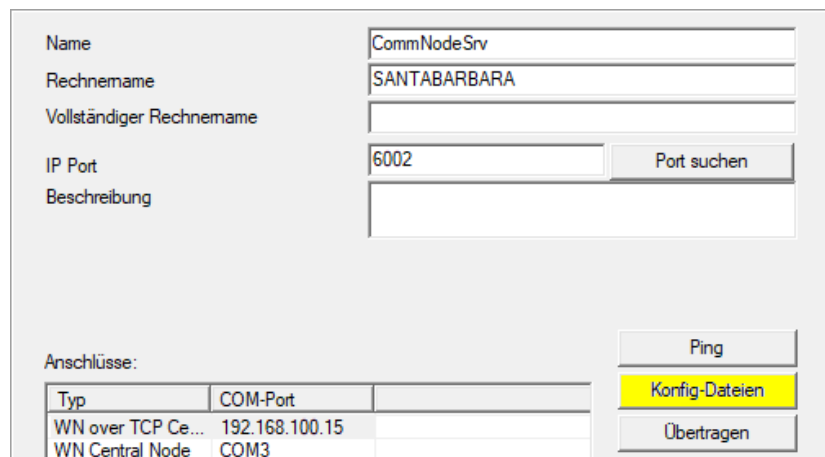 Name CommNodeSrv
Rechnername SANTABARBARA
Vollständiger Rechnername
IP Port 6002 Port suchen
Beschreibung
Ping
Anschlüsse:
Konfig-Dateien
Typ COM-Port
WN over TCP Ce... 192.168.100.15
Übertragen
WN Central Node COM3